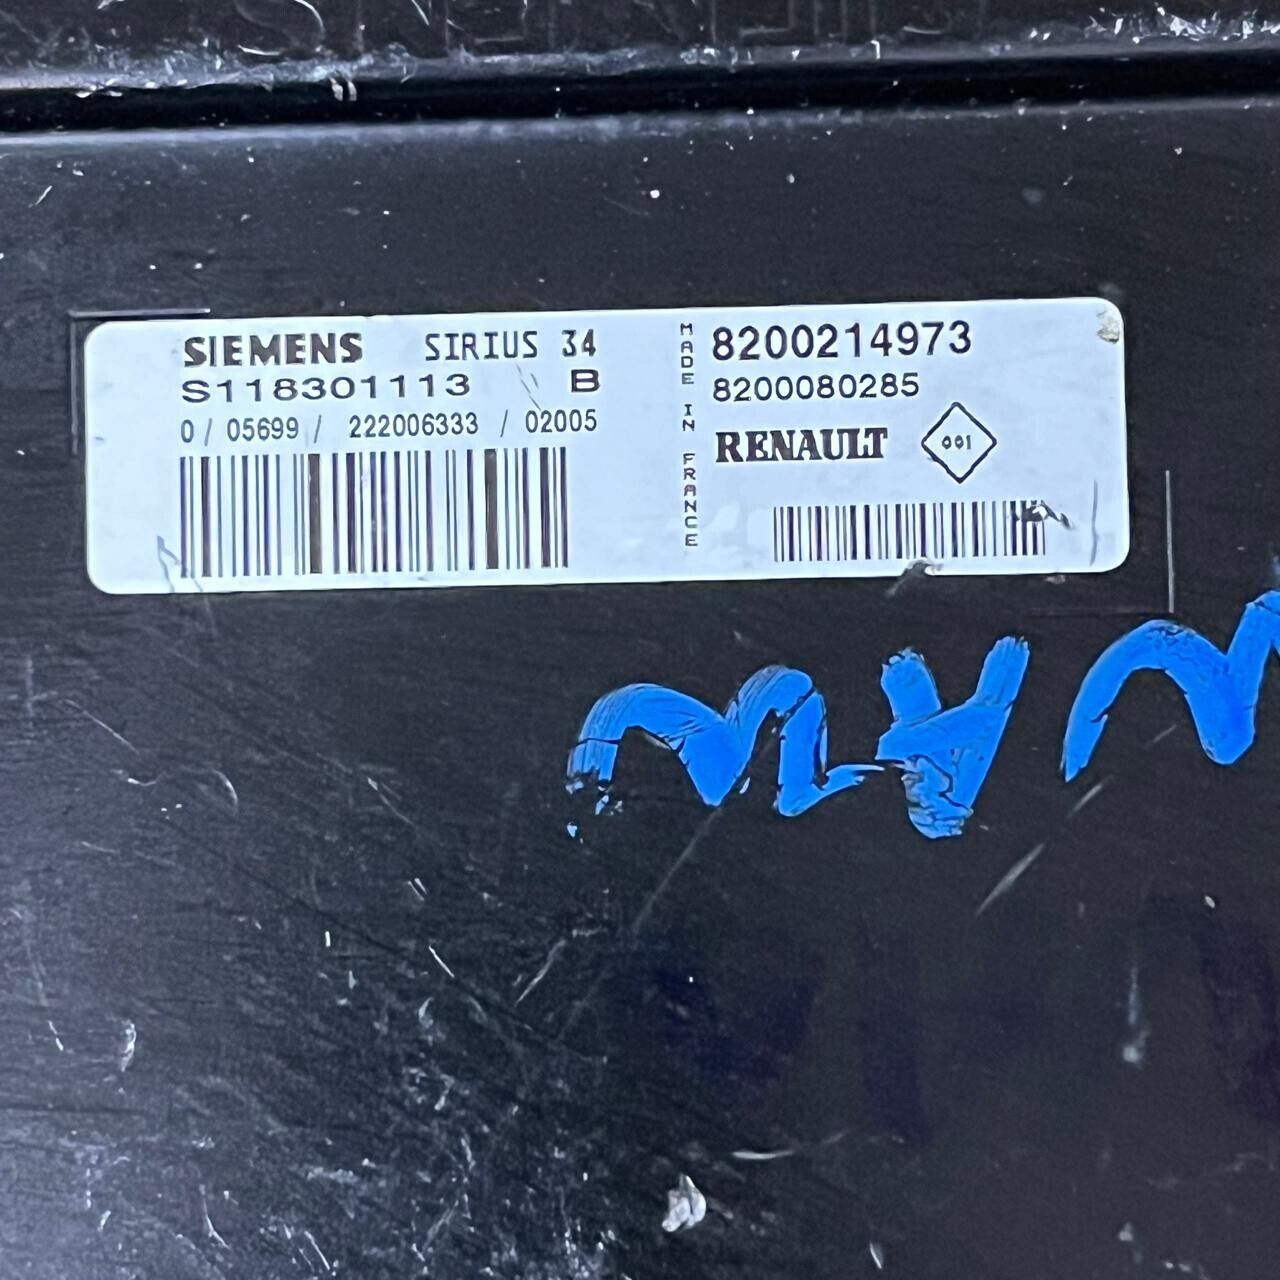 SIEMENS SIRIUS 34
S118301113 B
0 / 05699 / 222006333 / 02005
MADE IN FRANCE
8200214973
8200080285
RENAULT 001